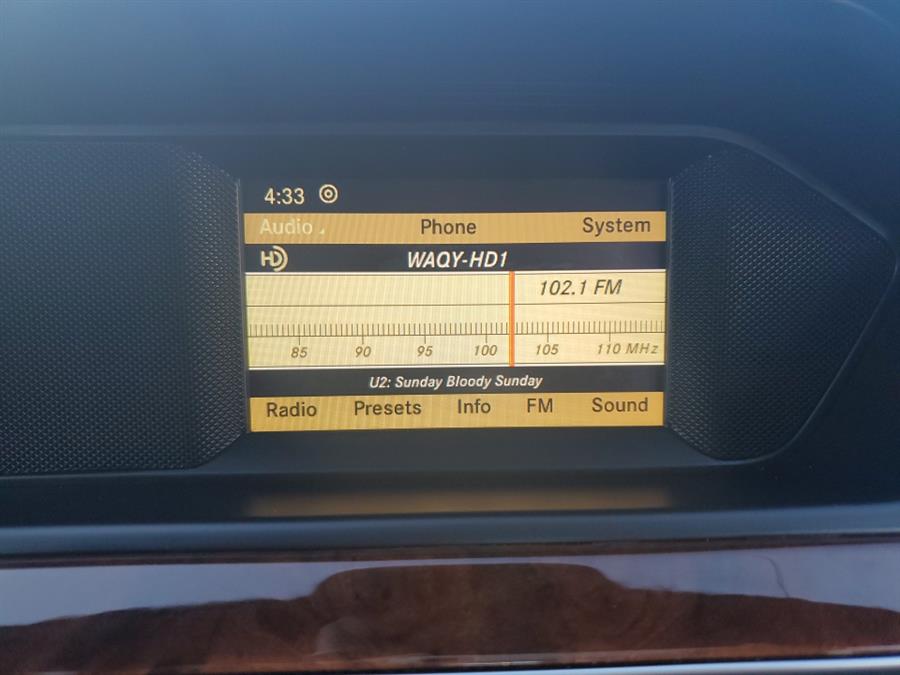 4:33
Audio Phone System
HD WAQY-HD1
102.1 FM
85 90 95 100 105 110 MHz
U2: Sunday Bloody Sunday
Radio Presets Info FM Sound